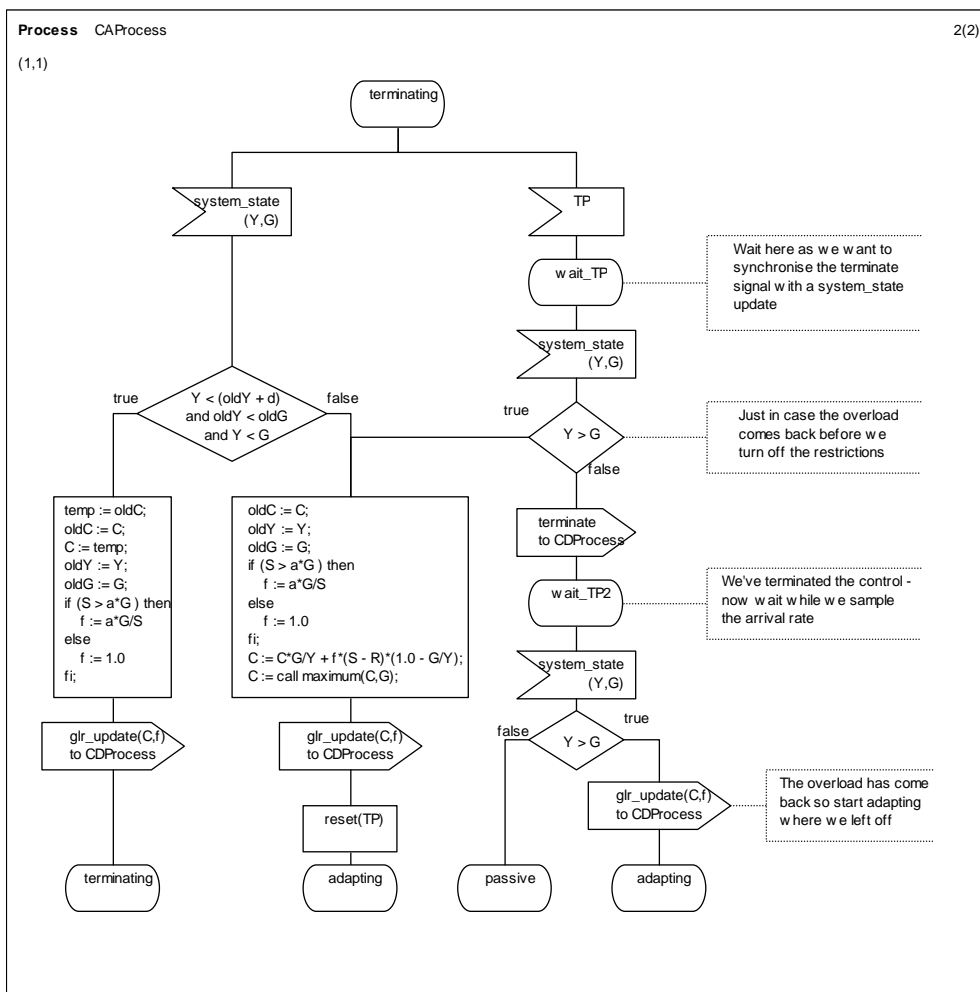 Process CAProcess 2(2)
(1,1)
terminating
system_state
(Y,G)
TP
wait_TP
Wait here as we want to
synchronise the terminate
signal with a system_state
update
system_state
(Y,G)
true
Y < (oldY + d)
and oldY < oldG
and Y < G
false
true
Y > G
false
Just in case the overload
comes back before we
turn off the restrictions
temp := oldC;
oldC := C;
C := temp;
oldY := Y;
oldG := G;
if (S > a*G ) then
f := a*G/S
else
f := 1.0
fi;
oldC := C;
oldY := Y;
oldG := G;
if (S > a*G ) then
f := a*G/S
else
f := 1.0
fi;
C := C*G/Y + f*(S - R)*(1.0 - G/Y);
C := call maximum(C,G);
terminate
to CDProcess
wait_TP2
We've terminated the control -
now wait while we sample
the arrival rate
system_state
(Y,G)
glr_update(C,f)
to CDProcess
glr_update(C,f)
to CDProcess
false
Y > G
true
glr_update(C,f)
to CDProcess
The overload has come
back so start adapting
where we left off
reset(TP)
terminating
adapting
passive
adapting